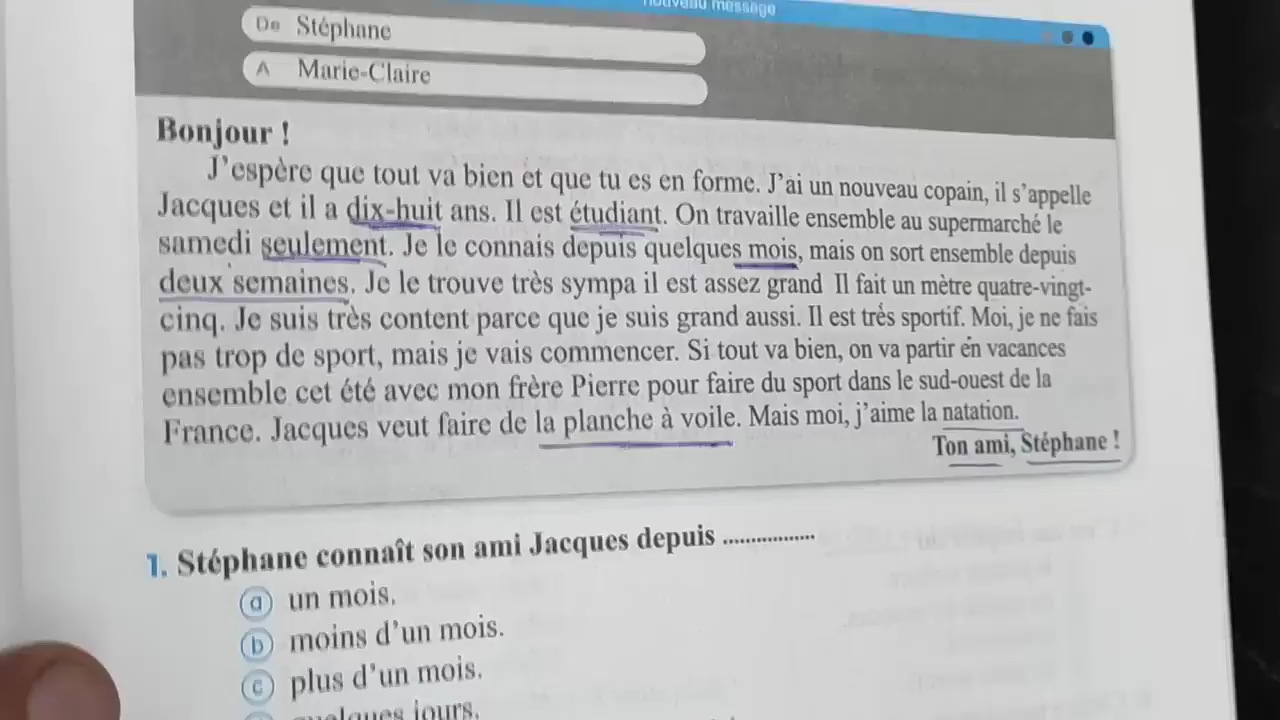 nouveau message
De Stéphane
A Marie-Claire
Bonjour !
J'espère que tout va bien et que tu es en forme. J'ai un nouveau copain, il s'appelle
Jacques et il a dix-huit ans. Il est étudiant. On travaille ensemble au supermarché le
samedi seulement. Je le connais depuis quelques mois, mais on sort ensemble depuis
deux semaines. Je le trouve très sympa il est assez grand Il fait un mètre quatre-vingt-
cinq. Je suis très content parce que je suis grand aussi. Il est très sportif. Moi, je ne fais
pas trop de sport, mais je vais commencer. Si tout va bien, on va partir en vacances
ensemble cet été avec mon frère Pierre pour faire du sport dans le sud-ouest de la
France. Jacques veut faire de la planche à voile. Mais moi, j'aime la natation.
Ton ami, Stéphane !
1. Stéphane connaît son ami Jacques depuis .................
a un mois.
b moins d'un mois.
c plus d'un mois.
quelques jours.